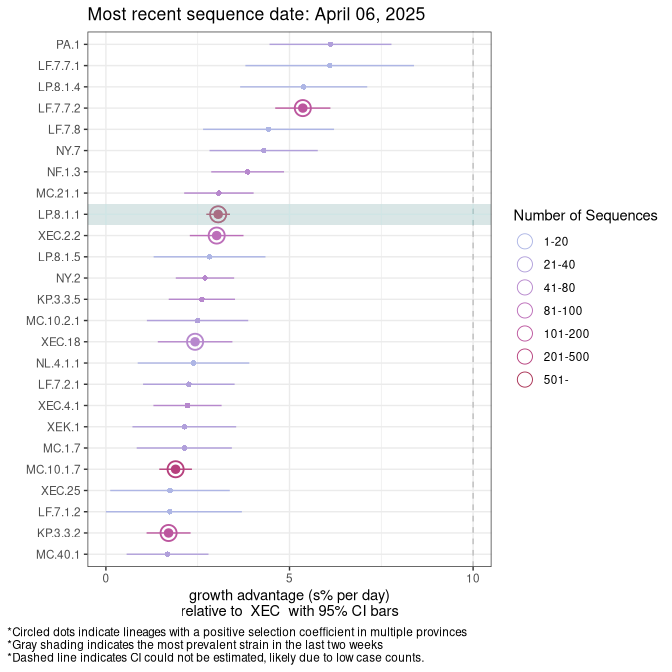 Most recent sequence date: April 06, 2025
PA.1
LF.7.7.1
LP.8.1.4
LF.7.7.2
LF.7.8
NY.7
NF.1.3
MC.21.1
LP.8.1.1
XEC.2.2
LP.8.1.5
NY.2
KP.3.3.5
MC.10.2.1
XEC.18
NL.4.1.1
LF.7.2.1
XEC.4.1
XEK.1
MC.1.7
MC.10.1.7
XEC.25
LF.7.1.2
KP.3.3.2
MC.40.1
0 5 10
growth advantage (s% per day)
relative to XEC with 95% CI bars
Number of Sequences
1-20
21-40
41-80
81-100
101-200
201-500
501-
*Circled dots indicate lineages with a positive selection coefficient in multiple provinces
*Gray shading indicates the most prevalent strain in the last two weeks
*Dashed line indicates CI could not be estimated, likely due to low case counts.